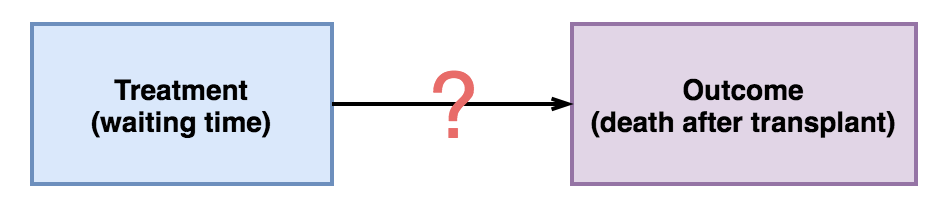 Treatment
(waiting time)
?
Outcome
(death after transplant)